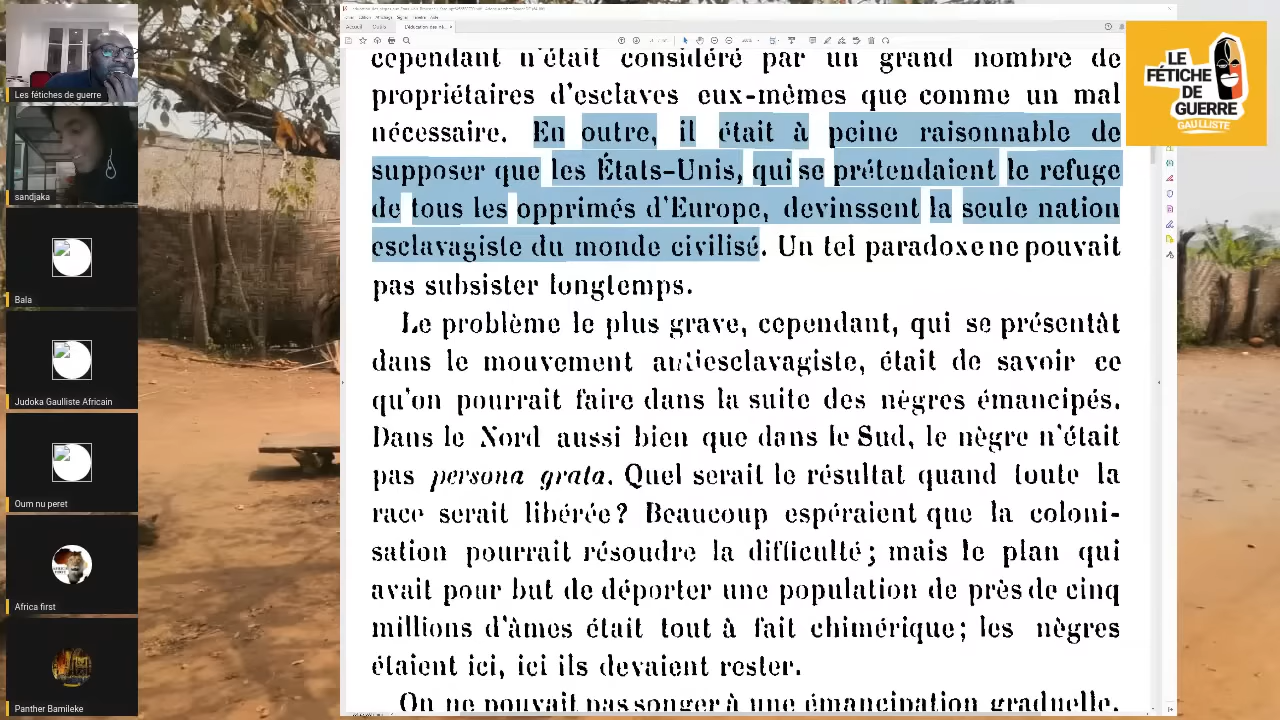 Les fétiches de guerre
sandjaka
Bala
Judoka Gaulliste Africain
Oum nu peret
Africa first
Panther Bamileke
cependant n'était considéré par un grand nombre de
propriétaires d'esclaves eux-mêmes que comme un mal
nécessaire. En outre, il était à peine raisonnable de
supposer que les États-Unis, qui se prétendaient le refuge
de tous les opprimés d'Europe, devinssent la seule nation
esclavagiste du monde civilisé. Un tel paradoxe ne pouvait
pas subsister longtemps.
Le problème le plus grave, cependant, qui se présentât
dans le mouvement antiesclavagiste, était de savoir ce
qu'on pourrait faire dans la suite des nègres émancipés.
Dans le Nord aussi bien que dans le Sud, le nègre n'était
pas persona grata. Quel serait le résultat quand toute la
race serait libérée? Beaucoup espéraient que la coloni-
sation pourrait résoudre la difficulté; mais le plan qui
avait pour but de déporter une population de près de cinq
millions d'âmes était tout à fait chimérique; les nègres
étaient ici, ici ils devaient rester.
On ne pouvait pas songer à une émancipation graduelle.
LE
FÉTICHE
DE
GUERRE
GAULLISTE